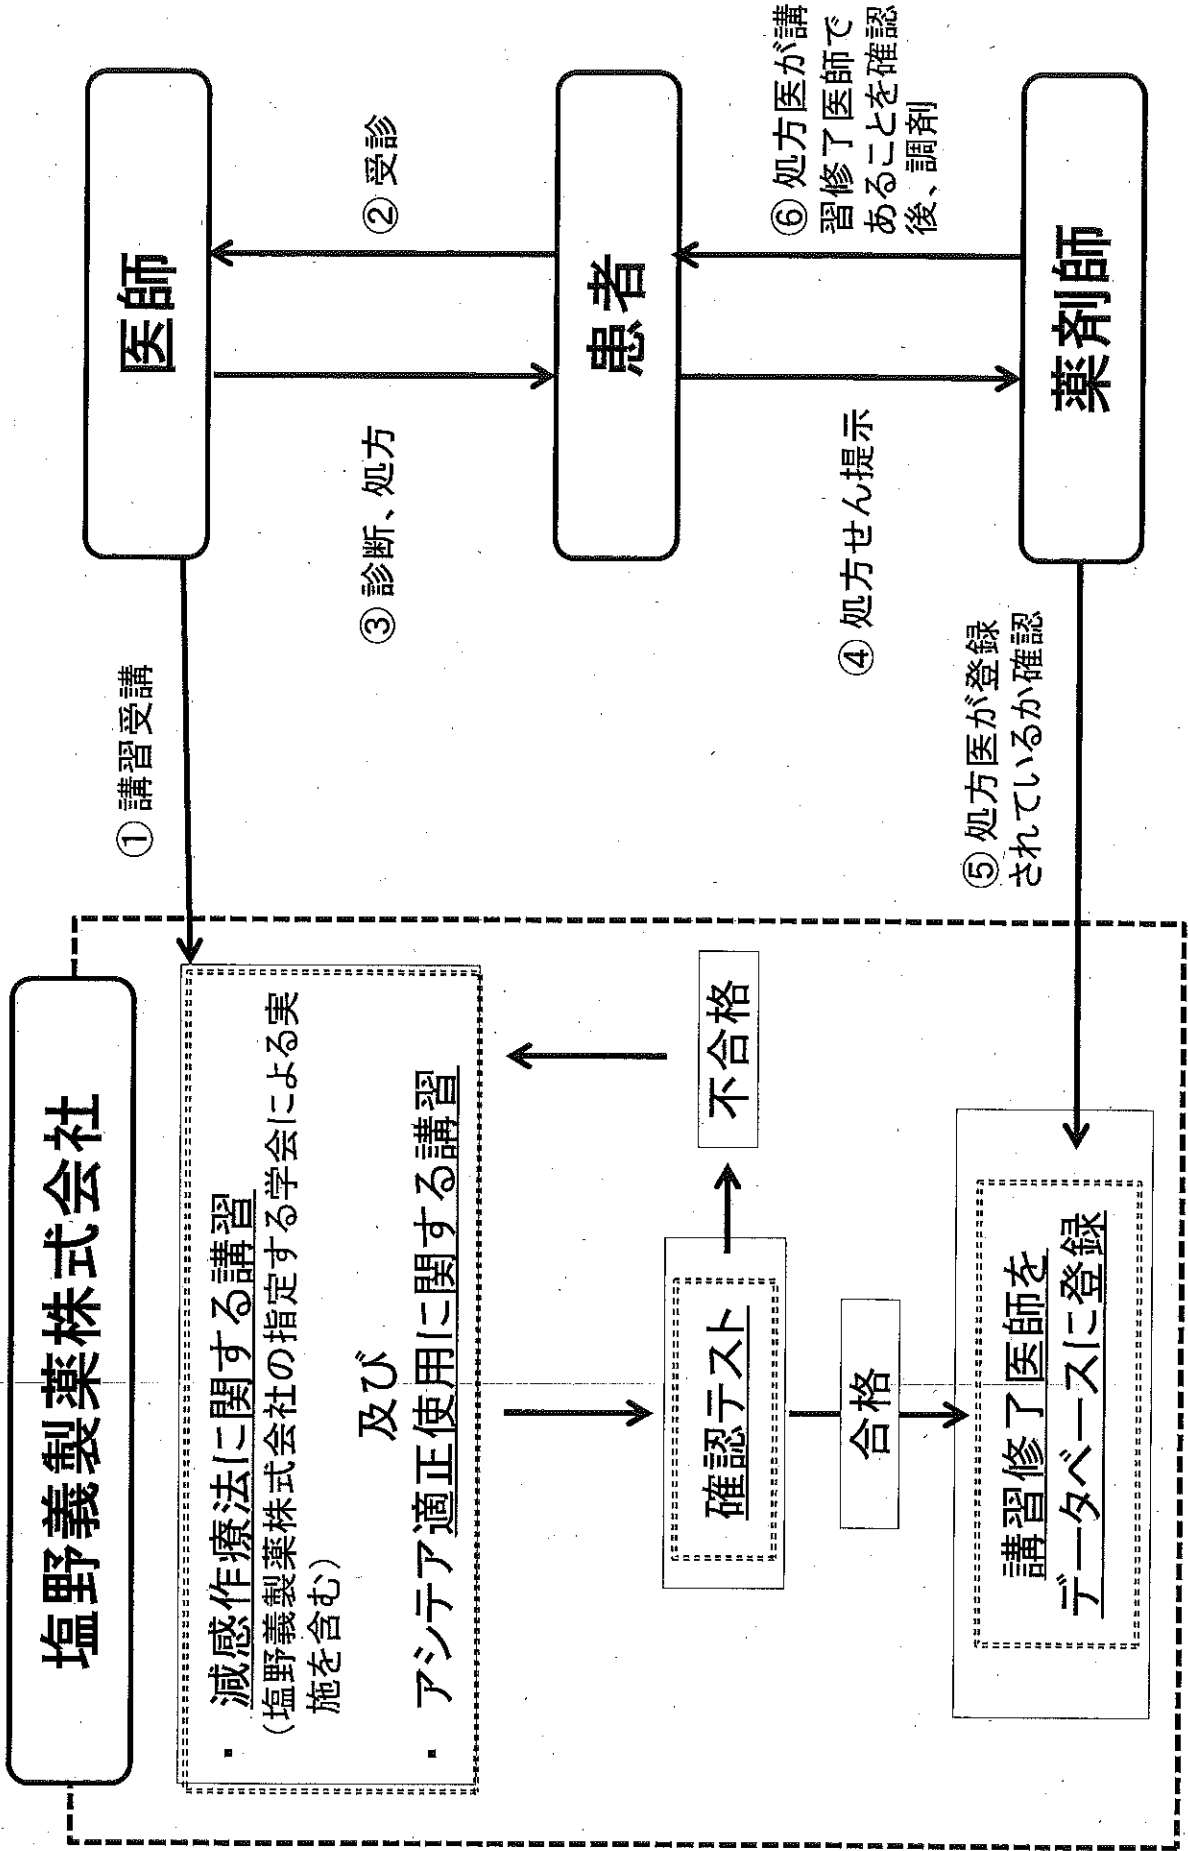 塩野義製薬株式会社
・ 減感作療法に関する講習
(塩野義製薬株式会社の指定する学会による実
施を含む)
及び
・ アシテア適正使用に関する講習
確認テスト
不合格
合格
講習修了医師を
データベースに登録
① 講習受講
医師
② 受診
③ 診断、処方
患者
④ 処方せん提示
⑤ 処方医が登録
されているか確認
⑥ 処方医が講
習修了医師で
あることを確認
後、調剤
薬剤師